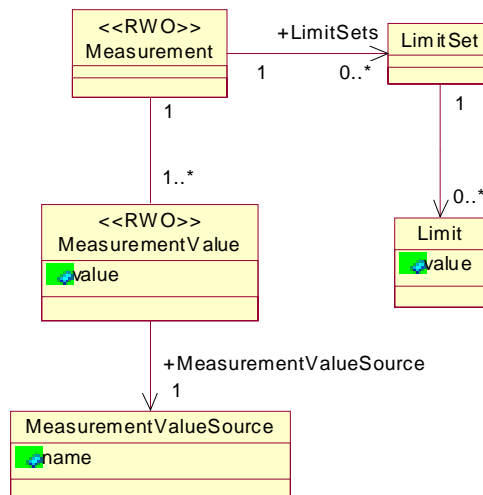 <<RWO>>
Measurement
+LimitSets
1
0..*
LimitSet
1
1
1..*
0..*
<<RWO>>
MeasurementValue
value
Limit
value
+MeasurementValueSource
1
MeasurementValueSource
name